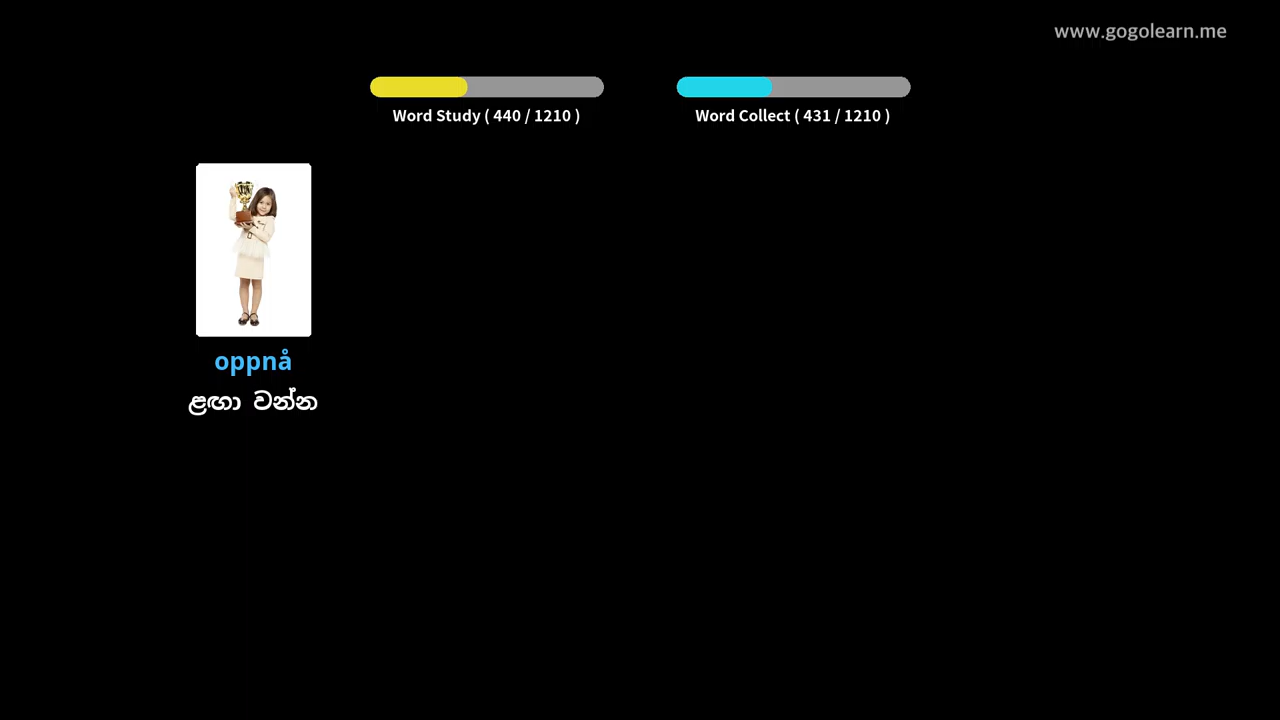 www.gogolearn.me
Word Study ( 440 / 1210 )
Word Collect ( 431 / 1210 )
oppnå
ළඟා වන්න